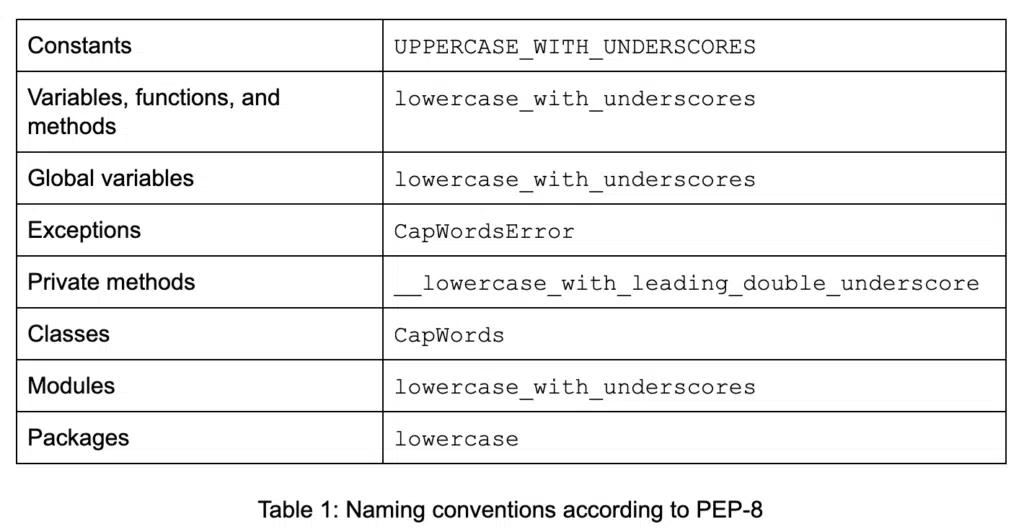 Constants UPPERCASE_WITH_UNDERSCORES
Variables, functions, and lowercase_with_underscores
methods
Global variables lowercase_with_underscores
Exceptions CapWordsError
Private methods __lowercase_with_leading_double_underscore
Classes CapWords
Modules lowercase_with_underscores
Packages lowercase
Table 1: Naming conventions according to PEP-8